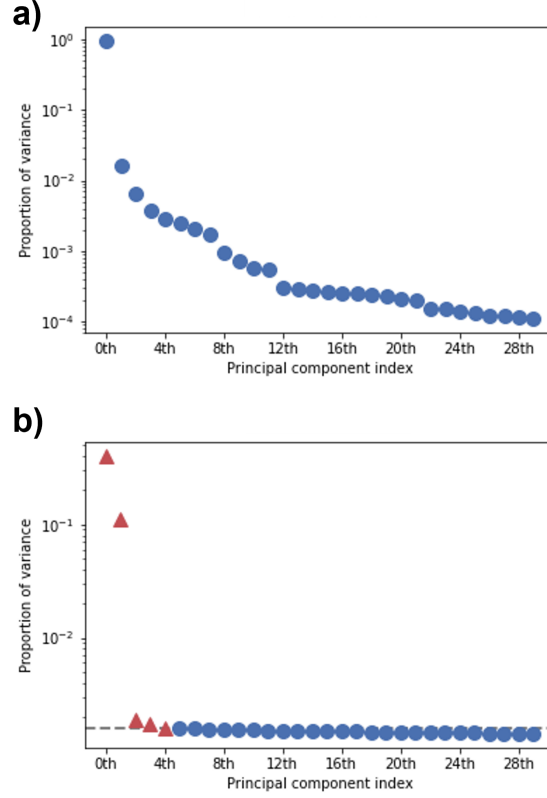 a)
Proportion of variance
10⁰
10⁻¹
10⁻²
10⁻³
10⁻⁴
0th 4th 8th 12th 16th 20th 24th 28th
Principal component index
b)
Proportion of variance
10⁻¹
10⁻²
0th 4th 8th 12th 16th 20th 24th 28th
Principal component index